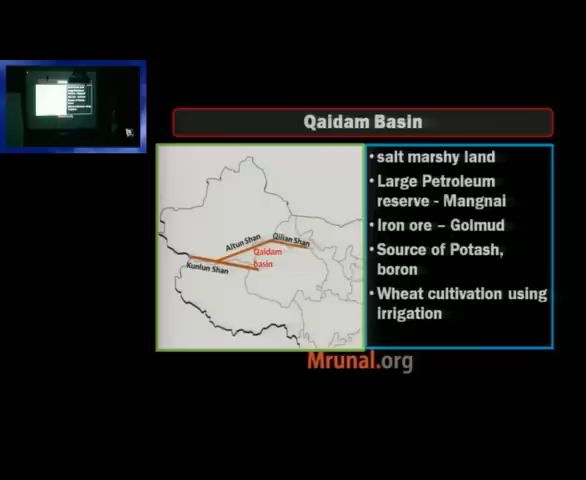 Qaidam Basin
• salt marshy land
• Large Petroleum
reserve - Mangnai
• Iron ore – Golmud
• Source of Potash,
boron
• Wheat cultivation using
irrigation
Altun Shan
Qilian Shan
Qaidam
Basin
Kunlun Shan
Mrunal.org